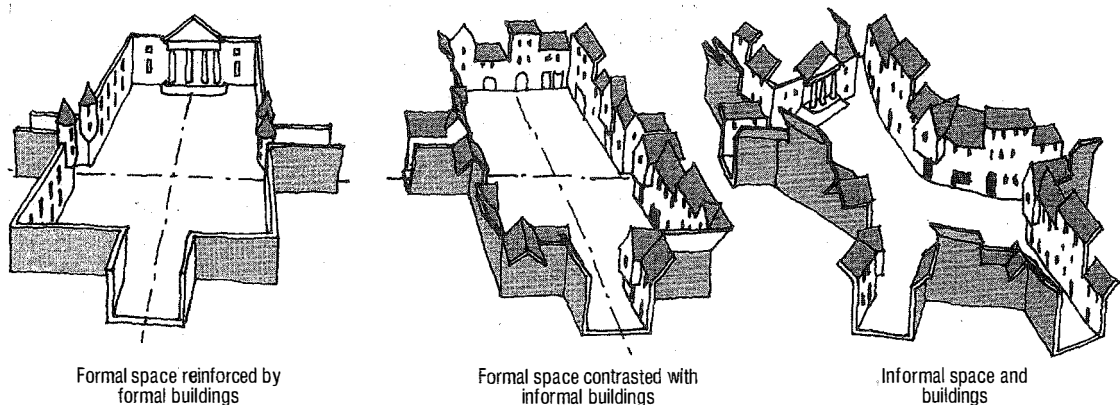 Formal space reinforced by
formal buildings
Formal space contrasted with
informal buildings
Informal space and
buildings